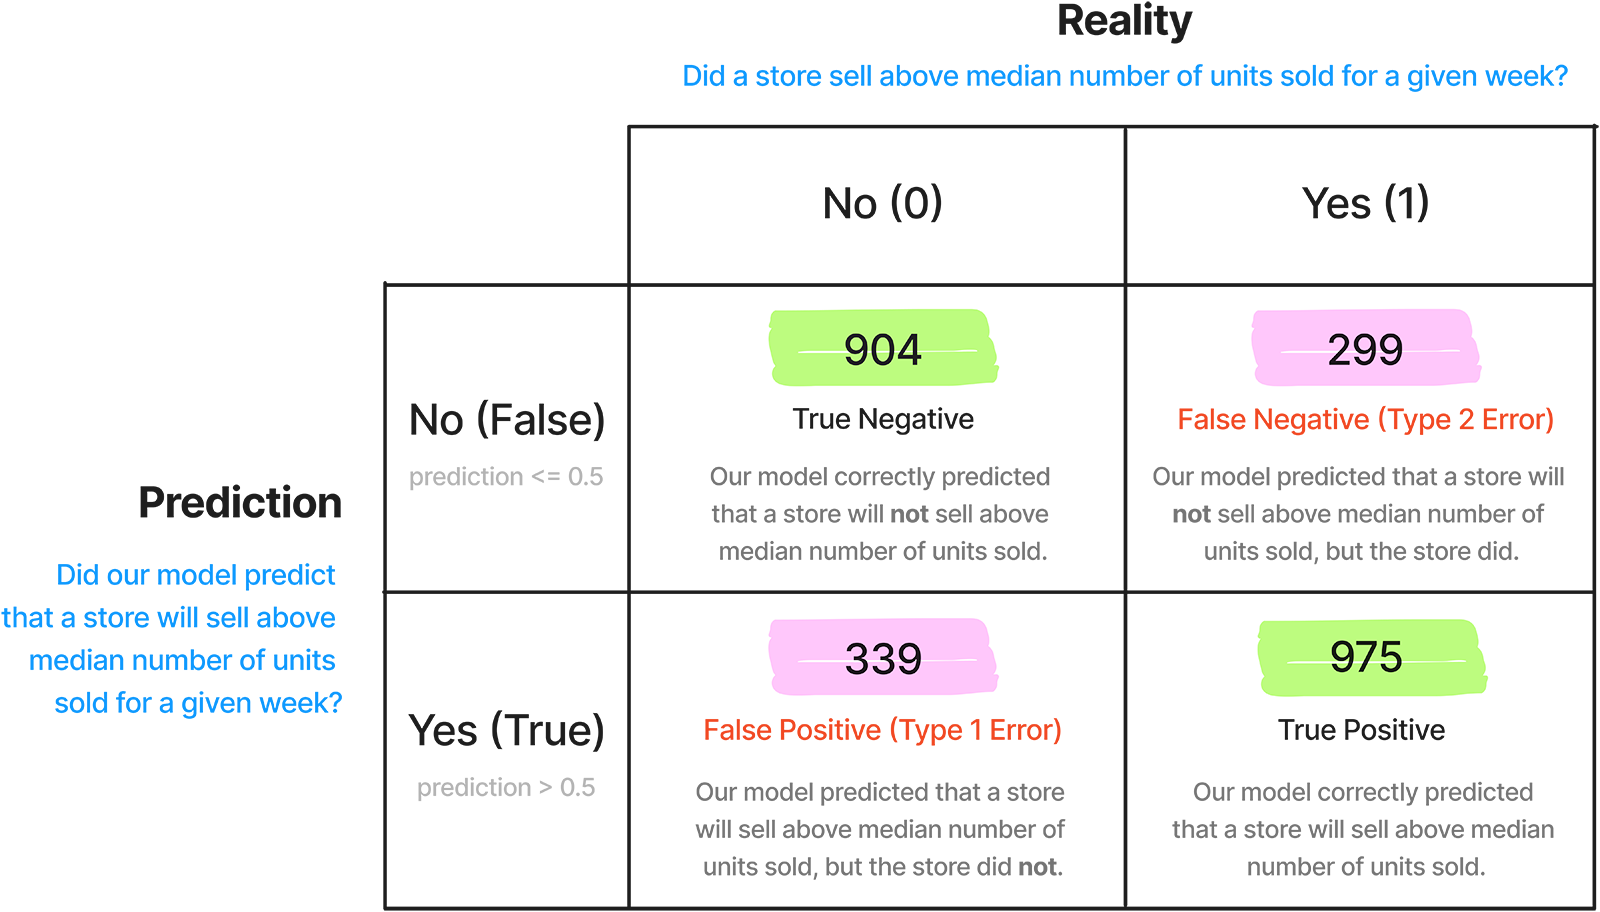 Reality
Did a store sell above median number of units sold for a given week?
No (0)
Yes (1)
Prediction
Did our model predict
that a store will sell above
median number of units
sold for a given week?
No (False)
prediction <= 0.5
904
True Negative
Our model correctly predicted
that a store will not sell above
median number of units sold.
299
False Negative (Type 2 Error)
Our model predicted that a store will
not sell above median number of
units sold, but the store did.
Yes (True)
prediction > 0.5
339
False Positive (Type 1 Error)
Our model predicted that a store
will sell above median number of
units sold, but the store did not.
975
True Positive
Our model correctly predicted
that a store will sell above median
number of units sold.